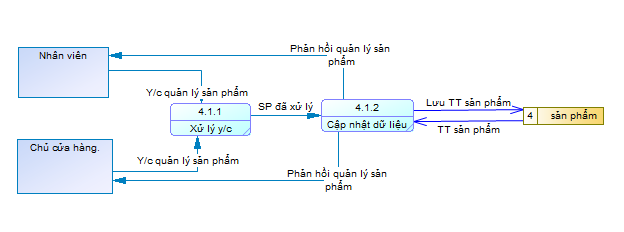 Phản hồi quản lý sản
phẩm
Nhân viên
Y/c quản lý sản phẩm
4.1.1
Xử lý y/c
SP đã xử lý
4.1.2
Cập nhật dữ liệu
Lưu TT sản phẩm
4 sản phẩm
TT sản phẩm
Chủ cửa hàng.
Y/c quản lý sản phẩm
Phản hồi quản lý sản
phẩm